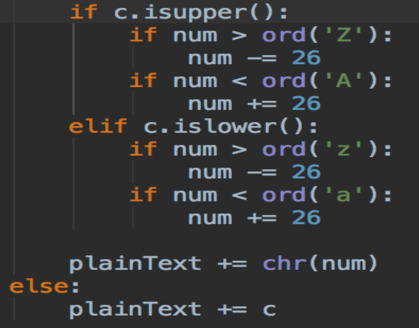 if c.isupper():
if num > ord('Z'):
num -= 26
if num < ord('A'):
num += 26
elif c.islower():
if num > ord('z'):
num -= 26
if num < ord('a'):
num += 26
plainText += chr(num)
else:
plainText += c